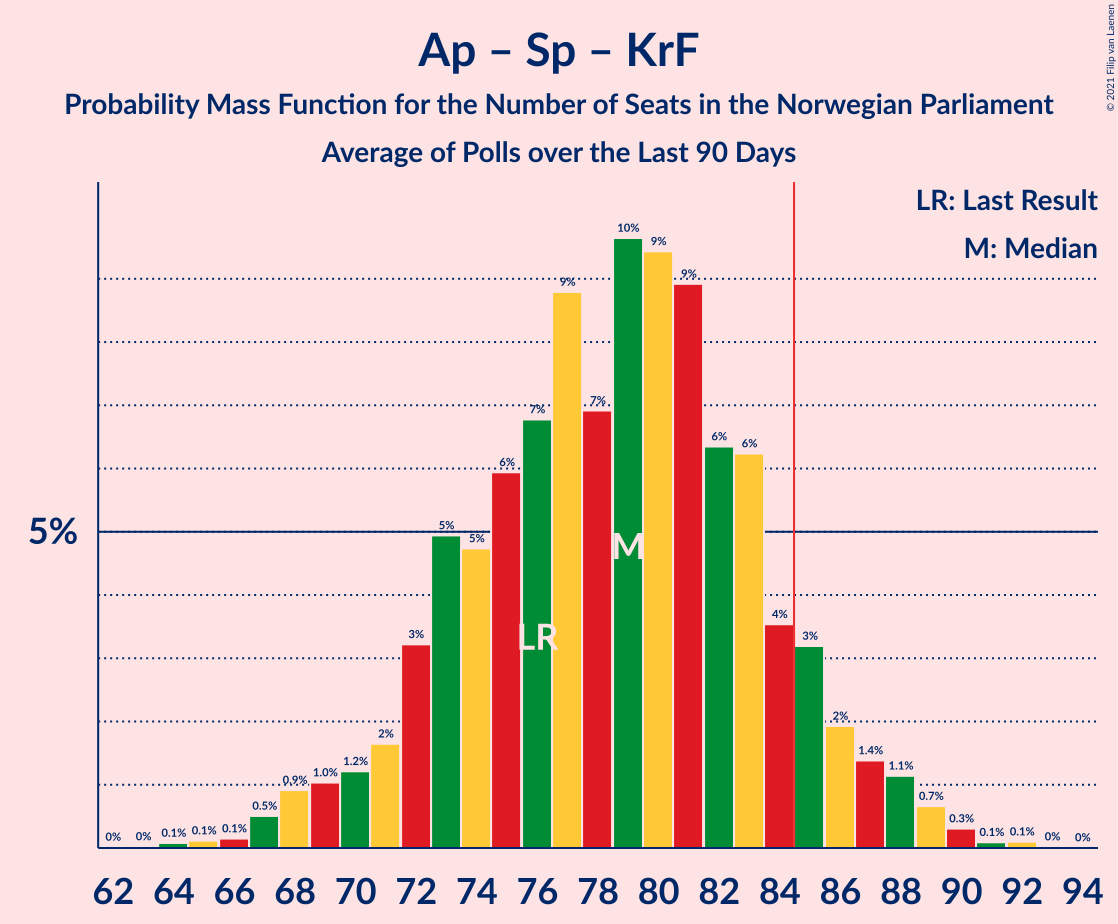 Ap – Sp – KrF
Probability Mass Function for the Number of Seats in the Norwegian Parliament
Average of Polls over the Last 90 Days
© 2021 Filip van Laenen
LR: Last Result
M: Median
5%
0% 0% 0.1% 0.1% 0.1% 0.5% 0.9% 1.0% 1.2% 2% 3% 5% 5% 6% 7% 9% 7% 10% 9% 9% 6% 6% 4% 3% 2% 1.4% 1.1% 0.7% 0.3% 0.1% 0.1% 0% 0%
M
LR
62 64 66 68 70 72 74 76 78 80 82 84 86 88 90 92 94